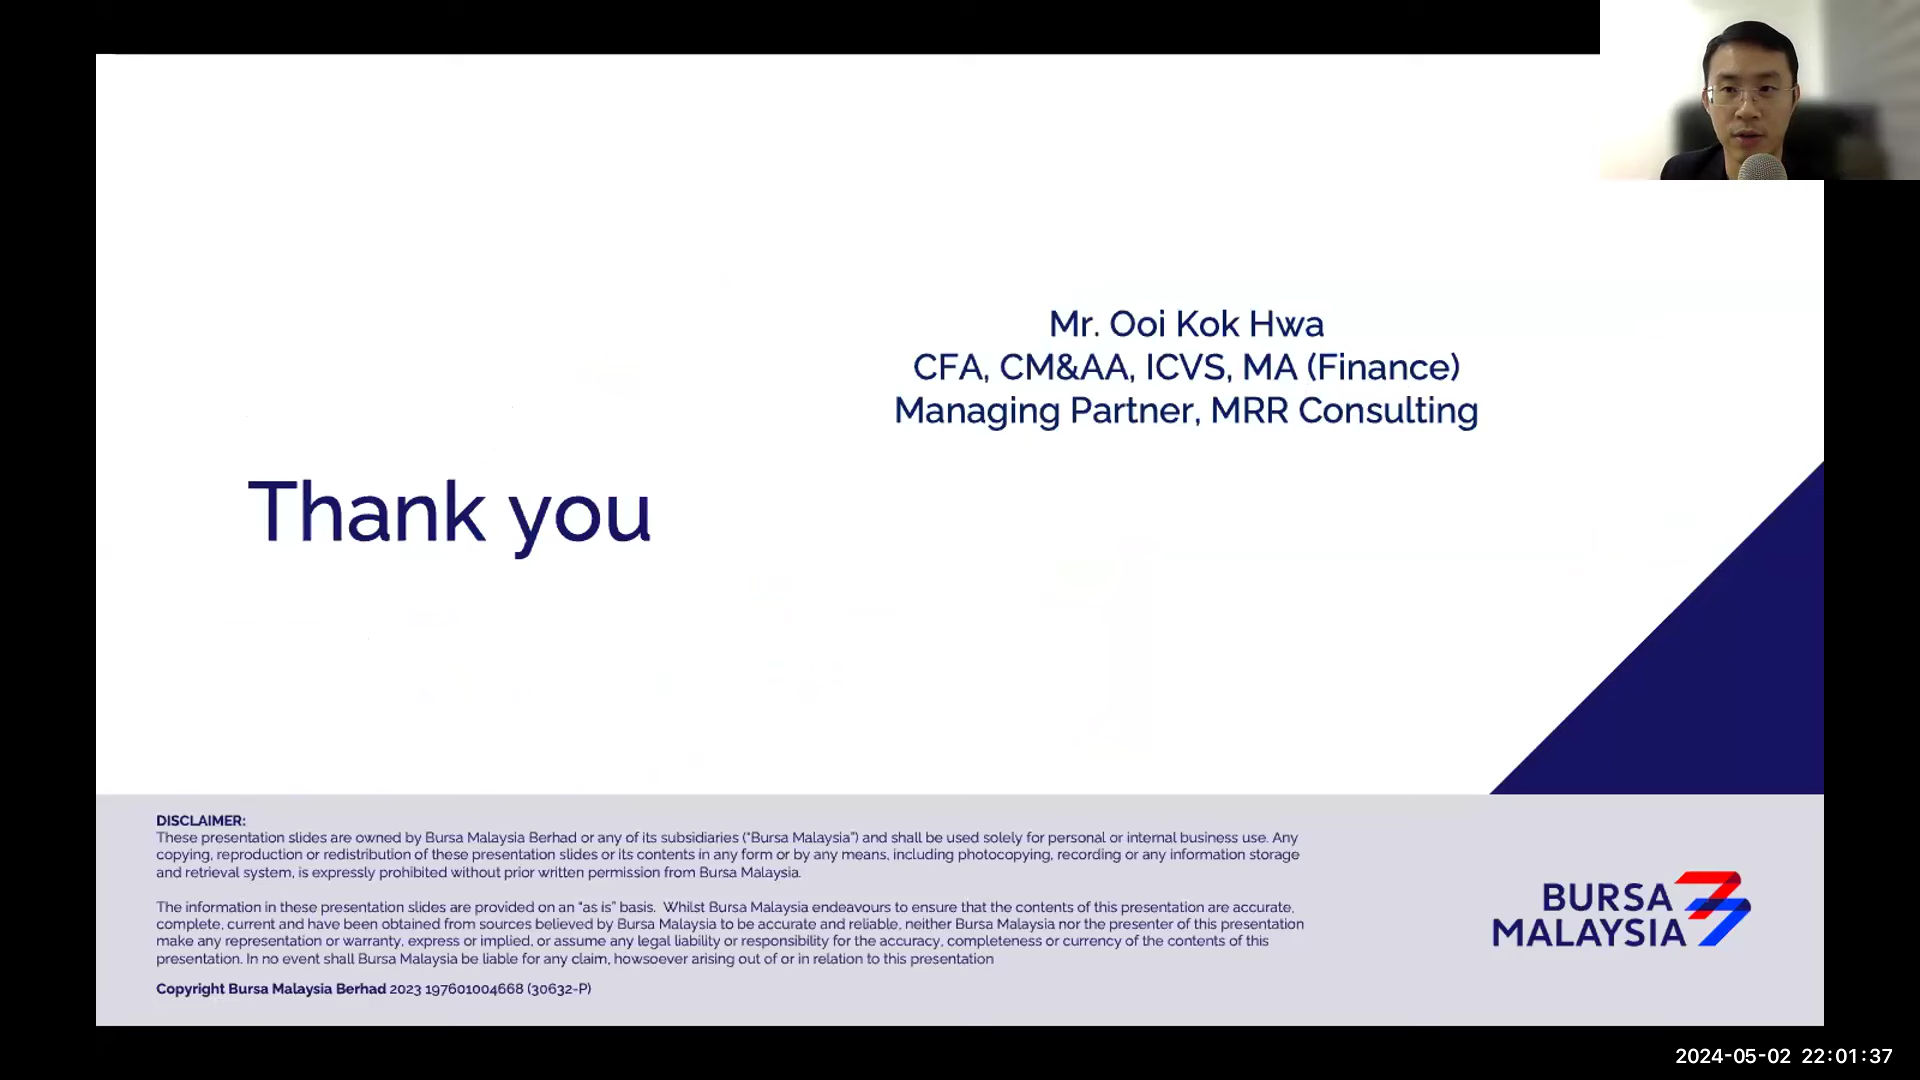 Mr. Ooi Kok Hwa
CFA, CM&AA, ICVS, MA (Finance)
Managing Partner, MRR Consulting
Thank you
DISCLAIMER:
These presentation slides are owned by Bursa Malaysia Berhad or any of its subsidiaries (“Bursa Malaysia”) and shall be used solely for personal or internal business use. Any
copying, reproduction or redistribution of these presentation slides or its contents in any form or by any means, including photocopying, recording or any information storage
and retrieval system, is expressly prohibited without prior written permission from Bursa Malaysia.
The information in these presentation slides are provided on an “as is” basis.  Whilst Bursa Malaysia endeavours to ensure that the contents of this presentation are accurate,
complete, current and have been obtained from sources believed by Bursa Malaysia to be accurate and reliable, neither Bursa Malaysia nor the presenter of this presentation
make any representation or warranty, express or implied, or assume any legal liability or responsibility for the accuracy, completeness or currency of the contents of this
presentation. In no event shall Bursa Malaysia be liable for any claim, howsoever arising out of or in relation to this presentation
Copyright Bursa Malaysia Berhad 2023 197601004668 (30632-P)
BURSA
MALAYSIA
2024-05-02 22:01:37